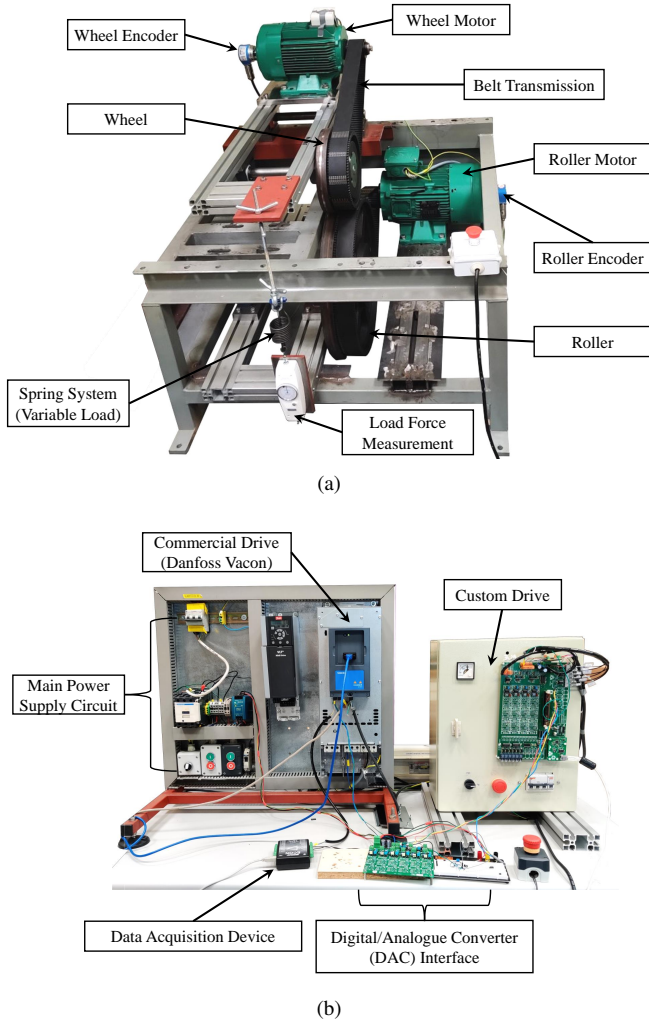 Wheel Encoder
Wheel Motor
Belt Transmission
Wheel
Roller Motor
Roller Encoder
Roller
Spring System
(Variable Load)
Load Force
Measurement
(a)
Commercial Drive
(Danfoss Vacon)
Custom Drive
Main Power
Supply Circuit
Data Acquisition
Device
Digital/Analogue Converter
(DAC) Interface
(b)